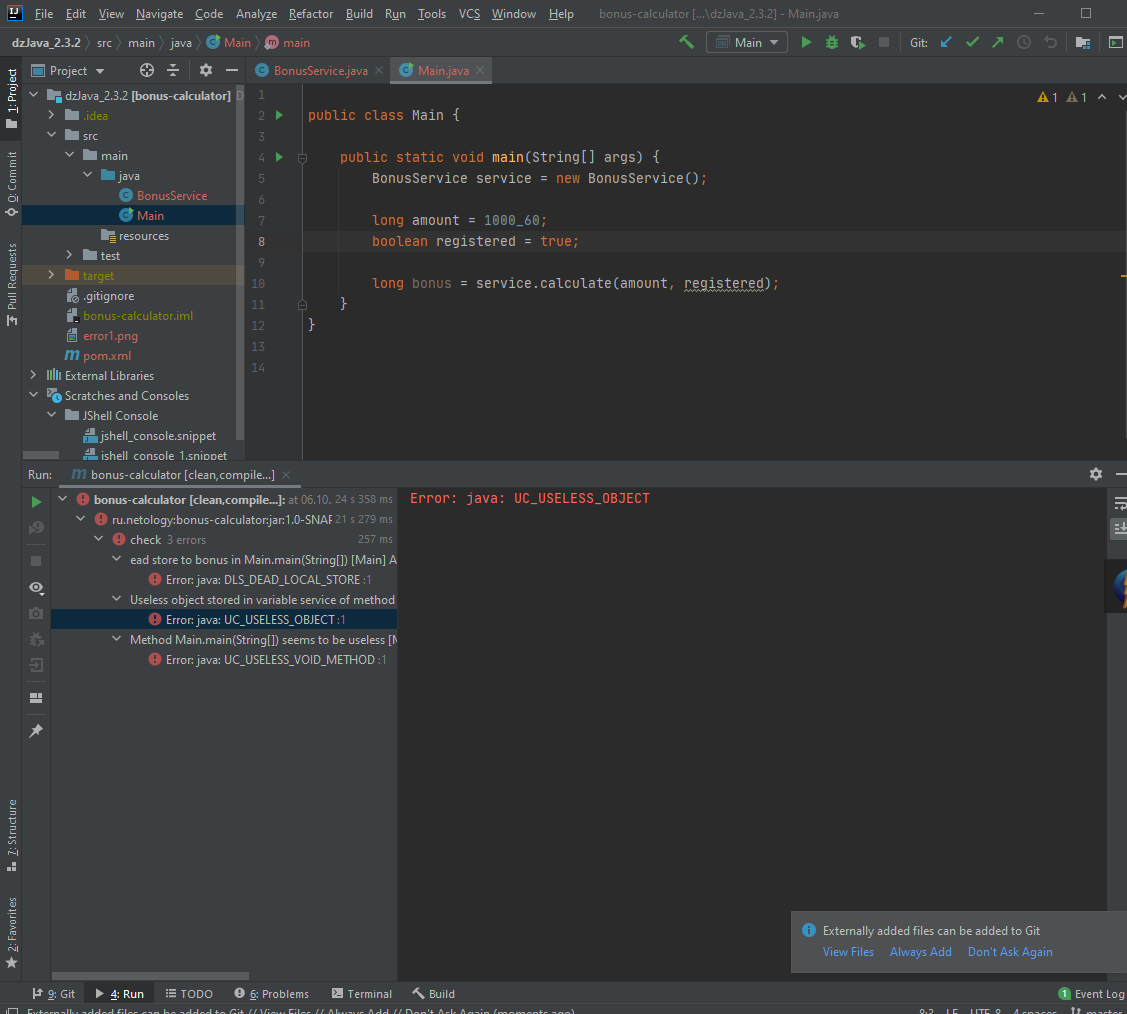 File Edit View Navigate Code Analyze Refactor Build Run Tools VCS Window Help bonus-calculator [...\dzJava_2.3.2] - Main.java
dzJava_2.3.2 src main java Main main Main Git:
Project BonusService.java Main.java
1: Project
0: Commit
Pull Requests
7: Structure
2: Favorites
dzJava_2.3.2 [bonus-calculator] D
.idea
src
main
java
BonusService
Main
resources
test
target
.gitignore
bonus-calculator.iml
error1.png
pom.xml
External Libraries
Scratches and Consoles
JShell Console
jshell_console.snippet
jshell_console_1.snippet
1
2 public class Main {
3
4 public static void main(String[] args) {
5 BonusService service = new BonusService();
6
7 long amount = 1000_60;
8 boolean registered = true;
9
10 long bonus = service.calculate(amount, registered);
11 }
12 }
13
14
1 1
Run: bonus-calculator [clean,compile...]
bonus-calculator [clean,compile...]: at 06.10.. 24 s 358 ms
ru.netology:bonus-calculator:jar:1.0-SNAP 21 s 279 ms
check 3 errors 257 ms
ead store to bonus in Main.main(String[]) [Main] A
Error: java: DLS_DEAD_LOCAL_STORE :1
Useless object stored in variable service of method
Error: java: UC_USELESS_OBJECT :1
Method Main.main(String[]) seems to be useless [M
Error: java: UC_USELESS_VOID_METHOD :1
Error: java: UC_USELESS_OBJECT
Externally added files can be added to Git
View Files Always Add Don't Ask Again
9: Git 4: Run TODO 6: Problems Terminal Build 1 Event Log
Externally added files can be added to Git // View Files // Always Add // Don't Ask Again (moments ago) 8:3 LF UTF-8 4 spaces master